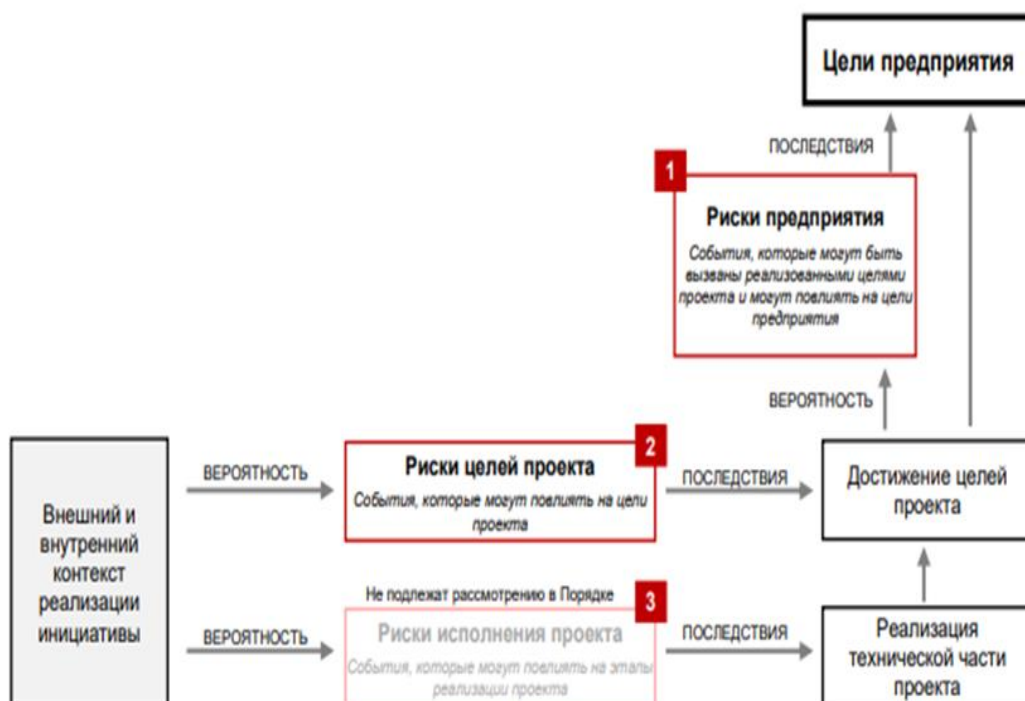 Цели предприятия
ПОСЛЕДСТВИЯ
1
Риски предприятия
События, которые могут быть
вызваны реализованными целями
проекта и могут повлиять на цели
предприятия
ВЕРОЯТНОСТЬ
Внешний и
внутренний
контекст
реализации
инициативы
ВЕРОЯТНОСТЬ
2
Риски целей проекта
События, которые могут повлиять на цели
проекта
ПОСЛЕДСТВИЯ
Достижение целей
проекта
Не подлежат рассмотрению в Порядке
ВЕРОЯТНОСТЬ
3
Риски исполнения проекта
События, которые могут повлиять на этапы
реализации проекта
ПОСЛЕДСТВИЯ
Реализация
технической части
проекта